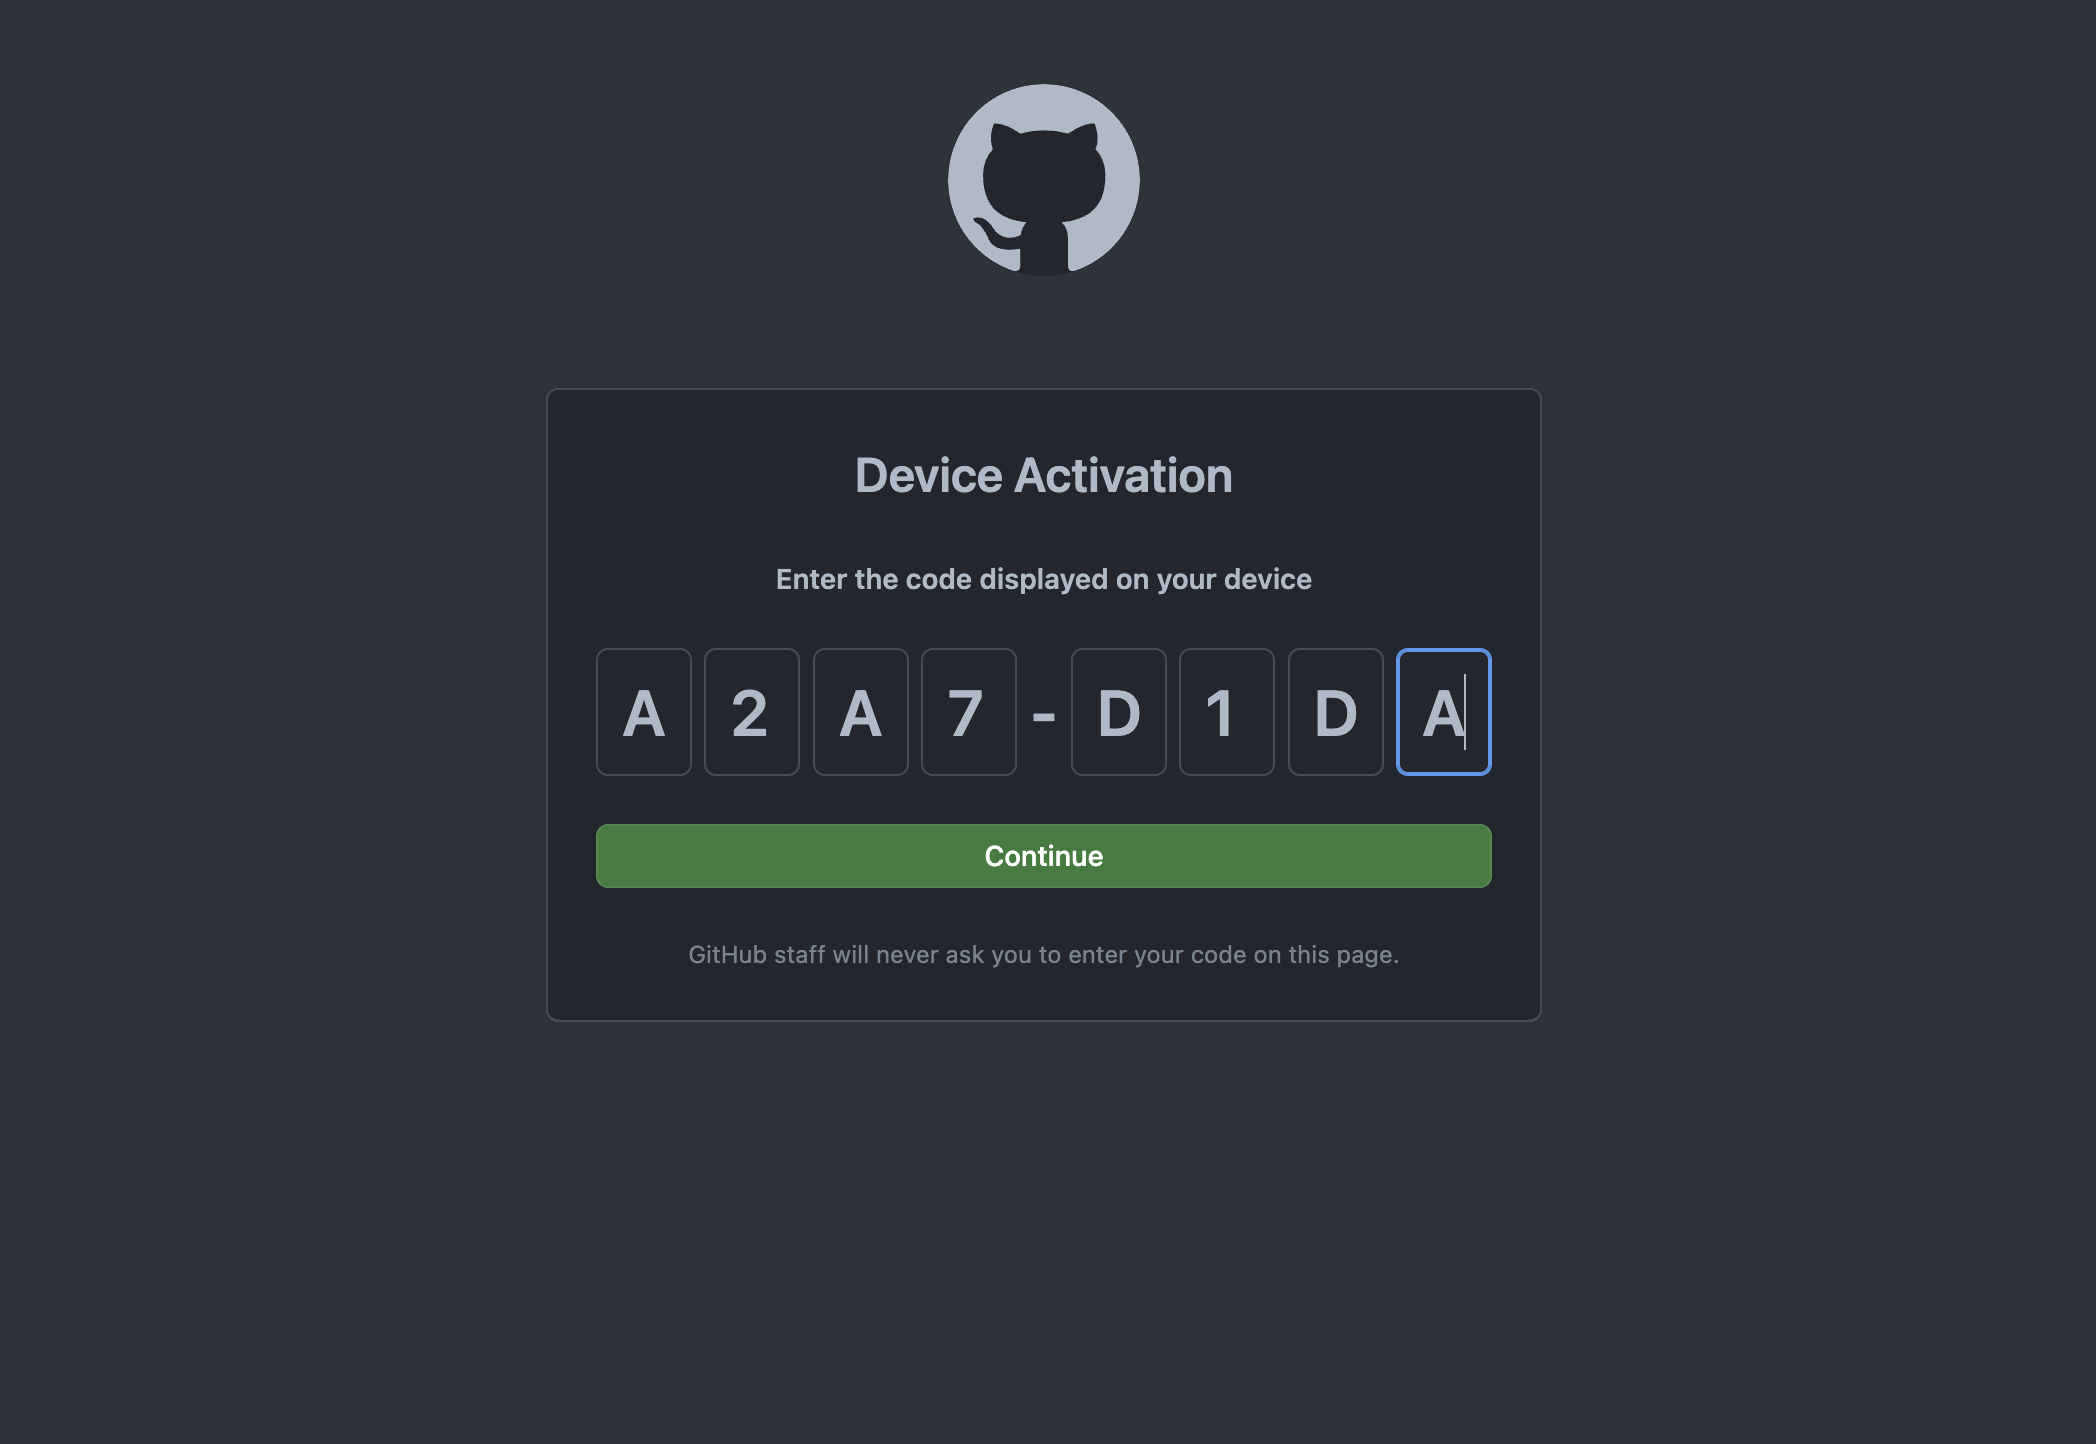 Device Activation
Enter the code displayed on your device
A 2 A 7 - D 1 D A
Continue
GitHub staff will never ask you to enter your code on this page.